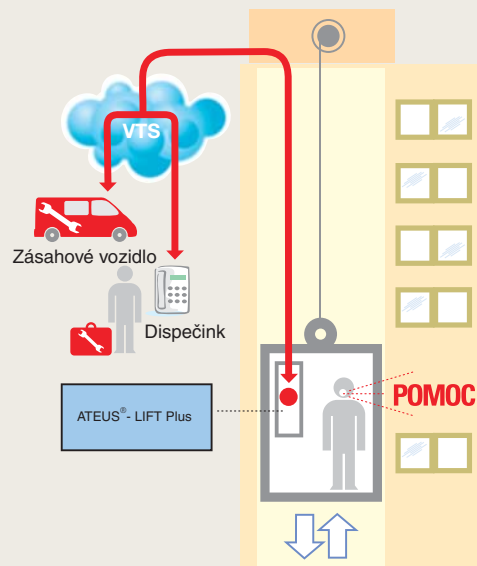 VTS
Zásahové vozidlo
Dispečink
ATEUS®- LIFT Plus
POMOC